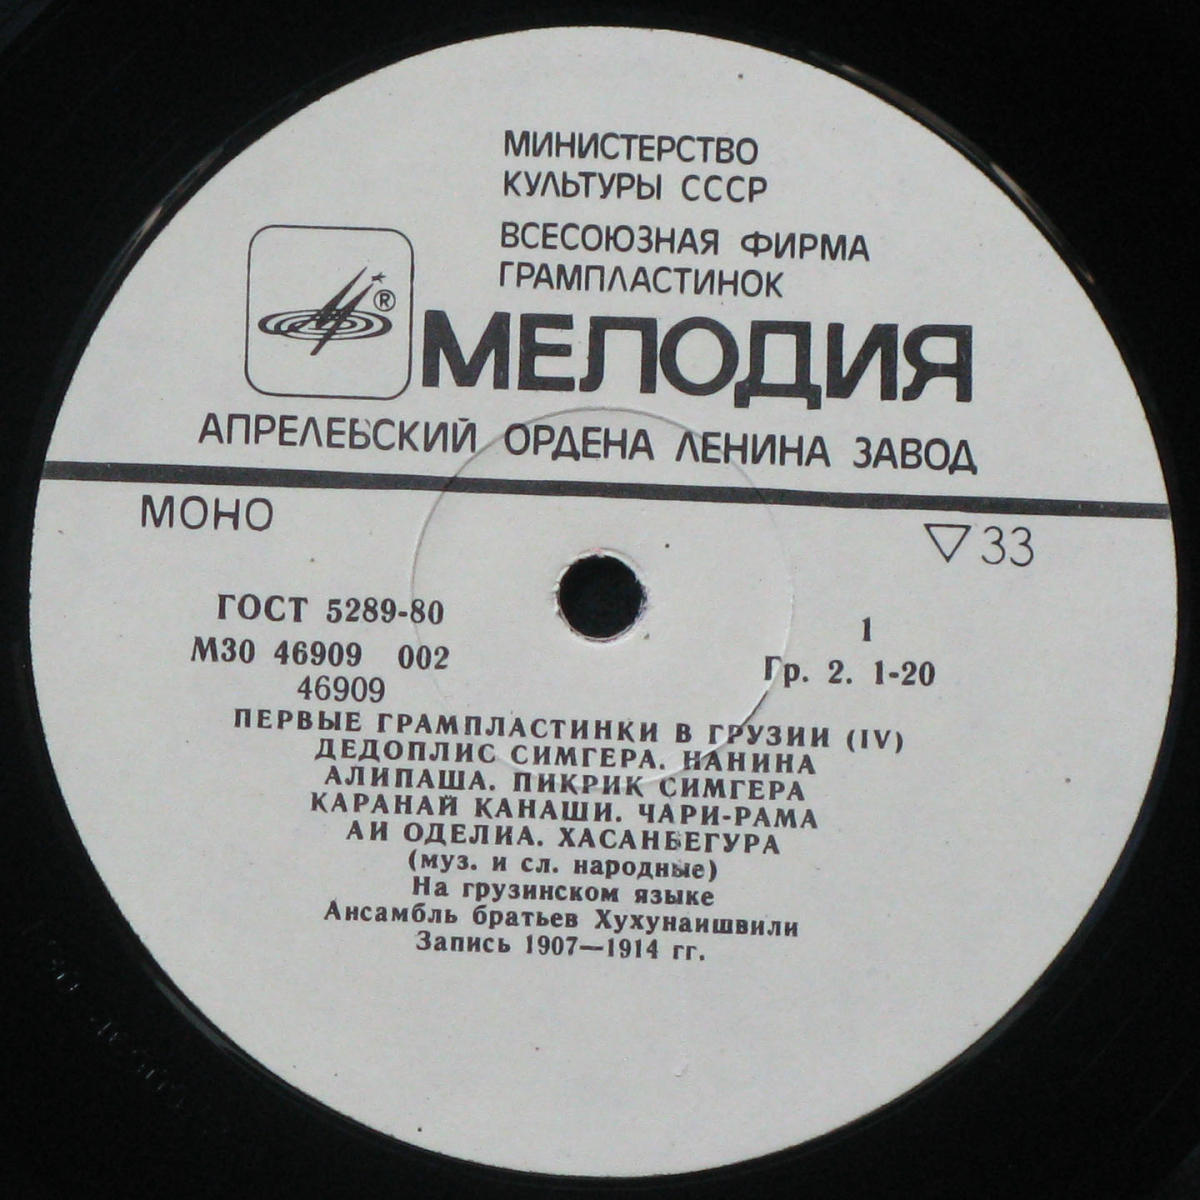 МИНИСТЕРСТВО
КУЛЬТУРЫ СССР
ВСЕСОЮЗНАЯ ФИРМА
ГРАМПЛАСТИНОК
®
МЕЛОДИЯ
АПРЕЛЕВСКИЙ ОРДЕНА ЛЕНИНА ЗАВОД
МОНО
▽33
ГОСТ 5289-80
М30 46909 002
46909
1
Гр. 2. 1-20
ПЕРВЫЕ ГРАМПЛАСТИНКИ В ГРУЗИИ (IV)
ДЕДОПЛИС СИМГЕРА. НАНИНА
АЛИПАША. ПИКРИК СИМГЕРА
КАРАНАЙ КАНАШИ. ЧАРИ-РАМА
АИ ОДЕЛИА. ХАСАНБЕГУРА
(муз. и сл. народные)
На грузинском языке
Ансамбль братьев Хухунаишвили
Запись 1907—1914 гг.